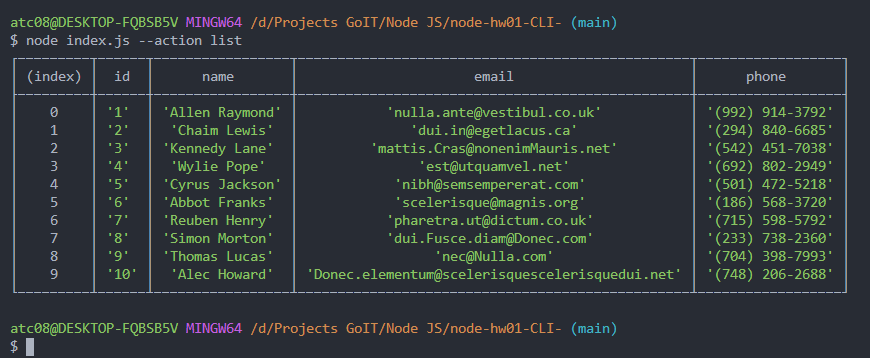 atc08@DESKTOP-FQBSB5V MINGW64 /d/Projects GoIT/Node JS/node-hw01-CLI- (main)
$ node index.js --action list
(index) id name email phone
0 '1' 'Allen Raymond' 'nulla.ante@vestibul.co.uk' '(992) 914-3792'
1 '2' 'Chaim Lewis' 'dui.in@egetlacus.ca' '(294) 840-6685'
2 '3' 'Kennedy Lane' 'mattis.Cras@nonenimMauris.net' '(542) 451-7038'
3 '4' 'Wylie Pope' 'est@utquamvel.net' '(692) 802-2949'
4 '5' 'Cyrus Jackson' 'nibh@semsempererat.com' '(501) 472-5218'
5 '6' 'Abbot Franks' 'scelerisque@magnis.org' '(186) 568-3720'
6 '7' 'Reuben Henry' 'pharetra.ut@dictum.co.uk' '(715) 598-5792'
7 '8' 'Simon Morton' 'dui.Fusce.diam@Donec.com' '(233) 738-2360'
8 '9' 'Thomas Lucas' 'nec@Nulla.com' '(704) 398-7993'
9 '10' 'Alec Howard' 'Donec.elementum@scelerisquescelerisquedui.net' '(748) 206-2688'
atc08@DESKTOP-FQBSB5V MINGW64 /d/Projects GoIT/Node JS/node-hw01-CLI- (main)
$